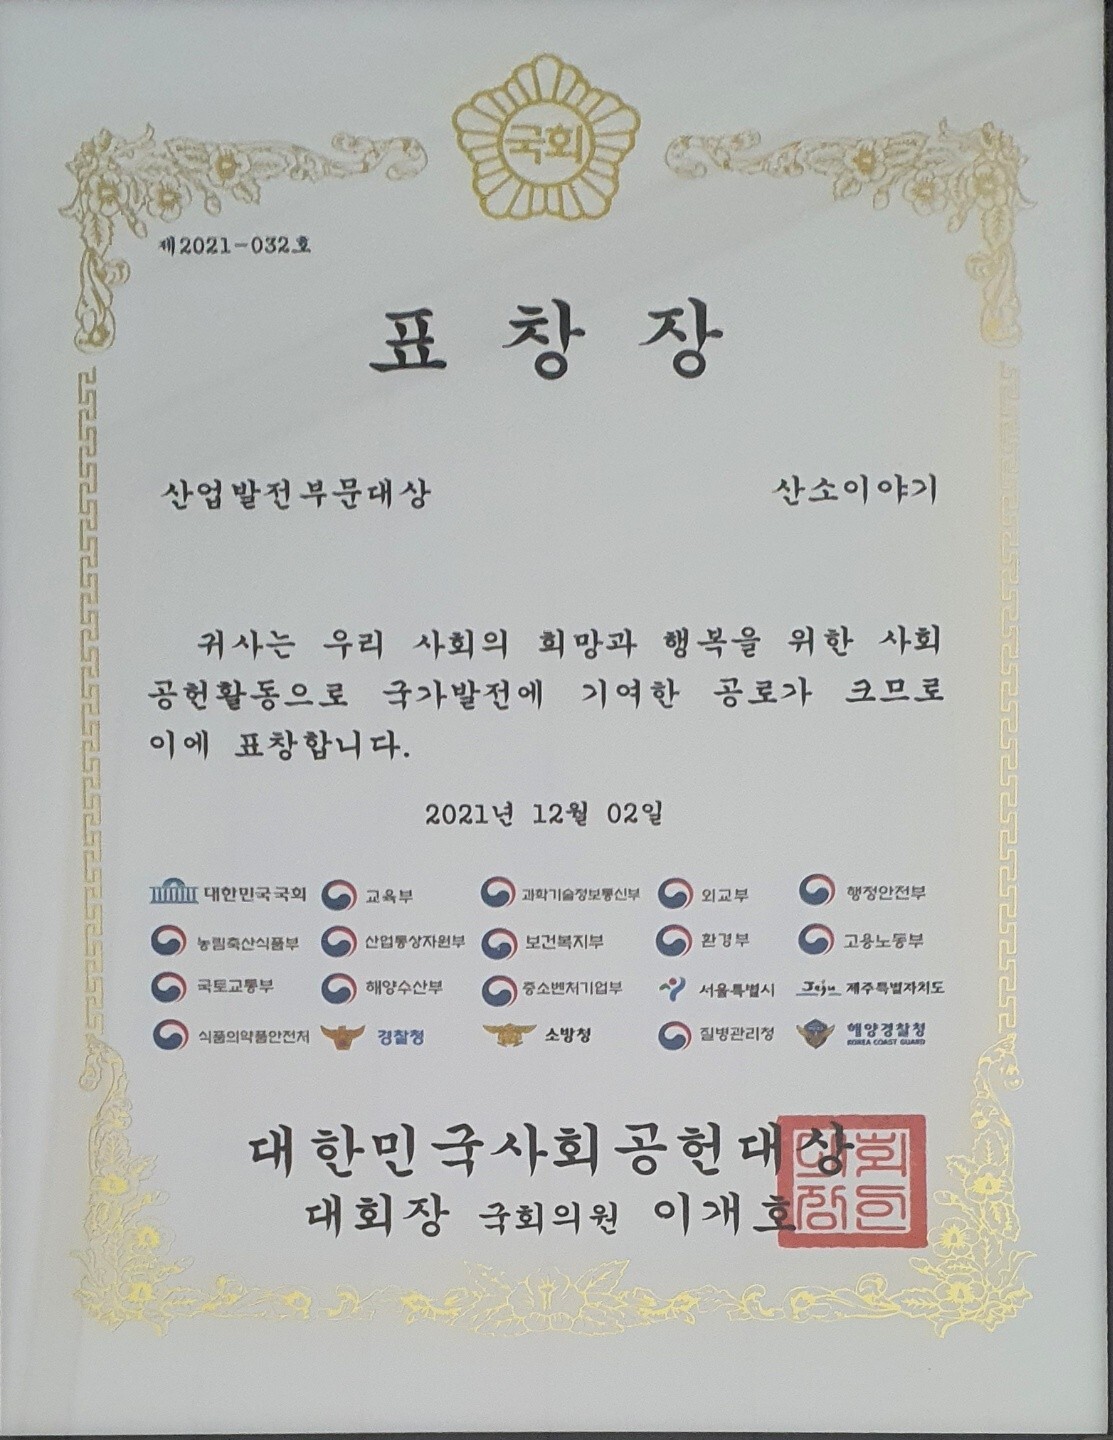 국회
제2021-032호
표 창 장
산업발전부문대상 산소이야기
귀사는 우리 사회의 희망과 행복을 위한 사회
공헌활동으로 국가발전에 기여한 공로가 크므로
이에 표창합니다.
2021년 12월 02일
대한민국국회 교육부 과학기술정보통신부 외교부 행정안전부
농림축산식품부 산업통상자원부 보건복지부 환경부 고용노동부
국토교통부 해양수산부 중소벤처기업부 서울특별시 Jeju 제주특별자치도
식품의약품안전처 경찰청 소방청 질병관리청 해양경찰청
KOREA COAST GUARD
대한민국사회공헌대상
대회장 국회의원 이개호